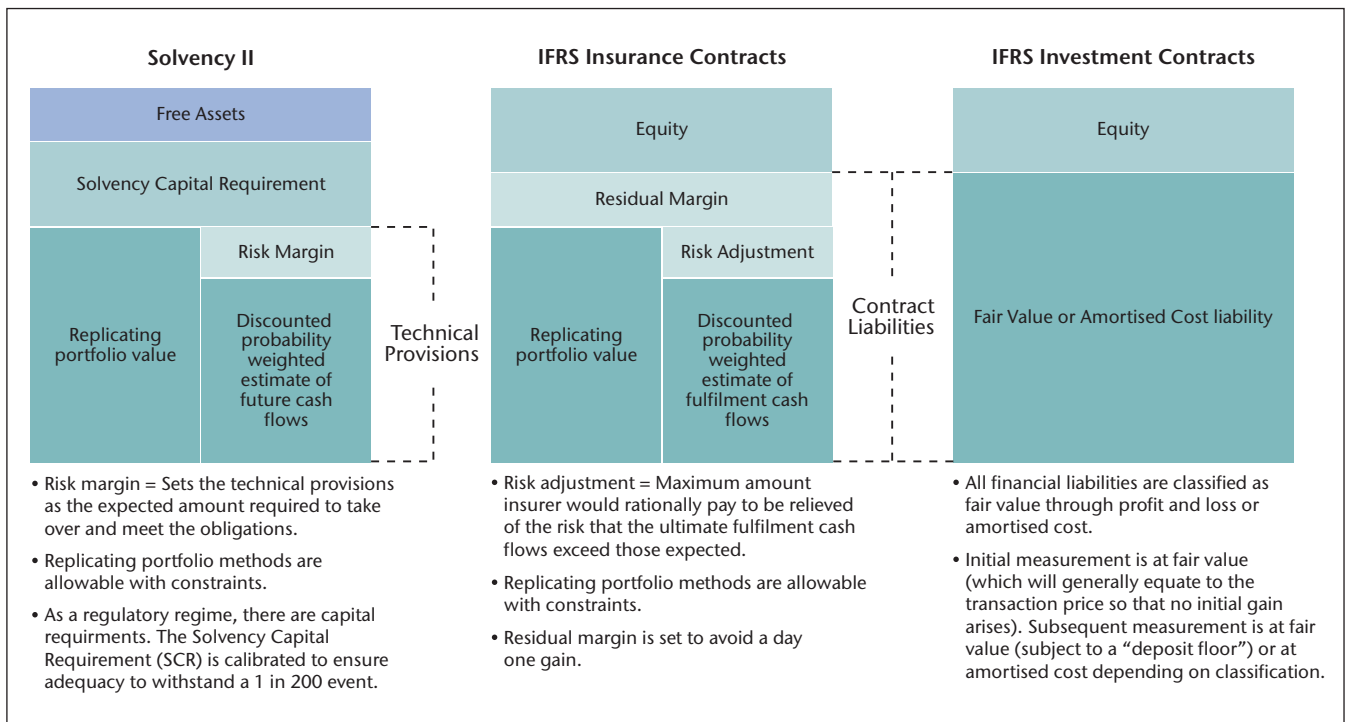 Solvency II
Free Assets
Solvency Capital Requirement
Replicating
portfolio value
Risk Margin
Discounted
probability
weighted
estimate of
future cash
flows
Technical
Provisions
• Risk margin = Sets the technical provisions
as the expected amount required to take
over and meet the obligations.
• Replicating portfolio methods are
allowable with constraints.
• As a regulatory regime, there are capital
requirments. The Solvency Capital
Requirement (SCR) is calibrated to ensure
adequacy to withstand a 1 in 200 event.
IFRS Insurance Contracts
Equity
Residual Margin
Replicating
portfolio value
Risk Adjustment
Discounted
probability
weighted
estimate of
fulfilment cash
flows
Contract
Liabilities
• Risk adjustment = Maximum amount
insurer would rationally pay to be relieved
of the risk that the ultimate fulfilment cash
flows exceed those expected.
• Replicating portfolio methods are allowable
with constraints.
• Residual margin is set to avoid a day
one gain.
IFRS Investment Contracts
Equity
Fair Value or Amortised Cost liability
• All financial liabilities are classified as
fair value through profit and loss or
amortised cost.
• Initial measurement is at fair value
(which will generally equate to the
transaction price so that no initial gain
arises). Subsequent measurement is at fair
value (subject to a “deposit floor”) or at
amortised cost depending on classification.